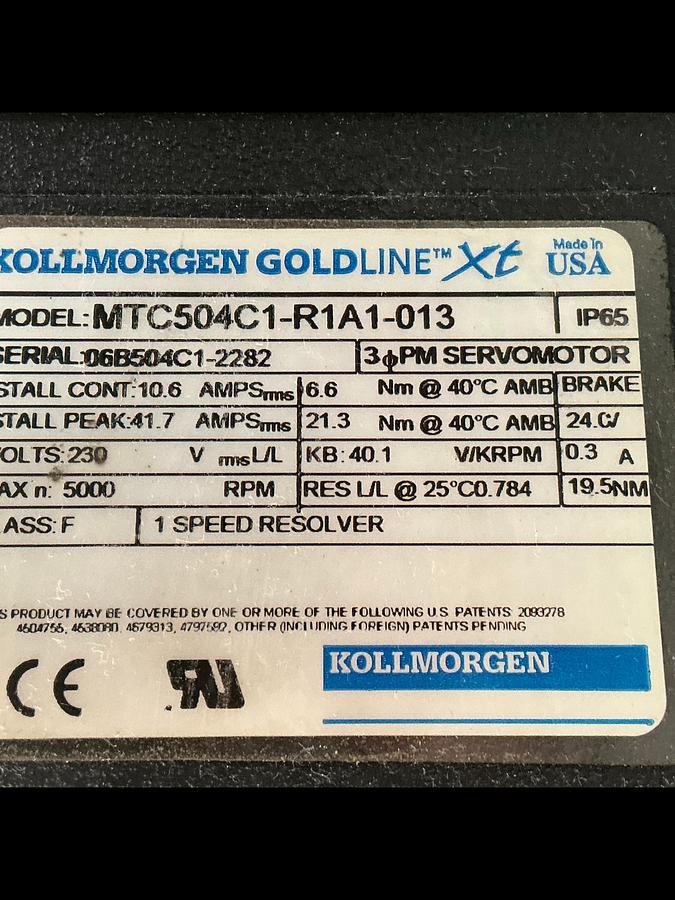 KOLLMORGEN GOLDLINE™ Xt Made in USA
MODEL: MTC504C1-R1A1-013 IP65
SERIAL: 06B504C1-2282 3ϕPM SERVOMOTOR
STALL CONT: 10.6 AMPSrms 6.6 Nm @ 40°C AMB BRAKE
STALL PEAK: 41.7 AMPSrms 21.3 Nm @ 40°C AMB 24.0V
OLTS: 230 V rms L/L KB: 40.1 V/KRPM 0.3 A
AX n: 5000 RPM RES L/L @ 25°C 0.784 19.5NM
ASS: F 1 SPEED RESOLVER
S PRODUCT MAY BE COVERED BY ONE OR MORE OF THE FOLLOWING U.S. PATENTS: 2093278
4504755, 4538080, 4679313, 4797592, OTHER (INCLUDING FOREIGN) PATENTS PENDING
CE KOLLMORGEN